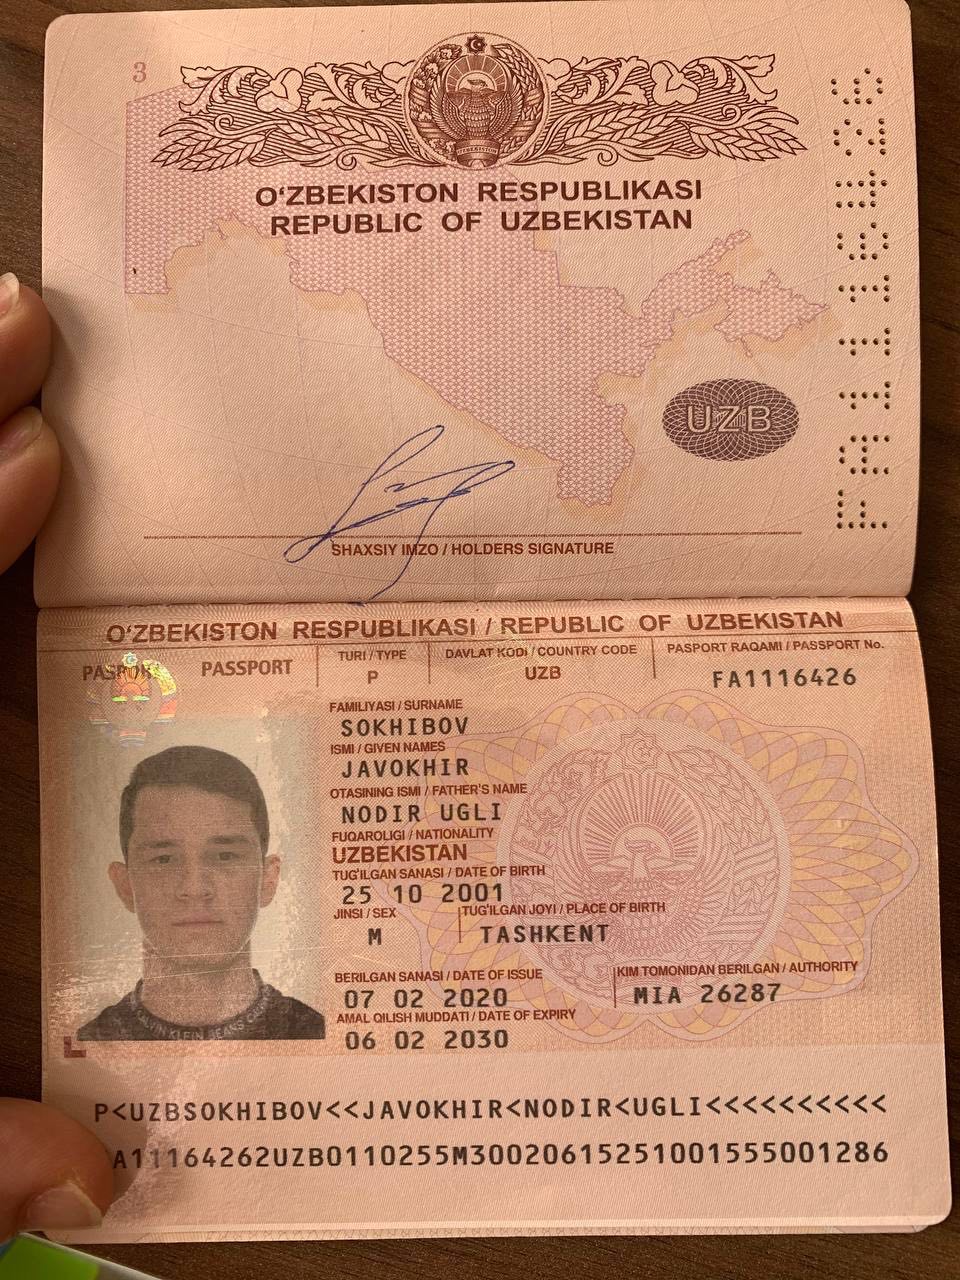 3
O‘ZBEKISTON RESPUBLIKASI
REPUBLIC OF UZBEKISTAN
FA1116426
UZB
SHAXSIY IMZO / HOLDERS SIGNATURE
O‘ZBEKISTON RESPUBLIKASI / REPUBLIC OF UZBEKISTAN
PASPORT PASSPORT TURI / TYPE DAVLAT KODI / COUNTRY CODE PASPORT RAQAMI / PASSPORT No.
P UZB FA1116426
FAMILIYASI / SURNAME
SOKHIBOV
ISMI / GIVEN NAMES
JAVOKHIR
OTASINING ISMI / FATHER'S NAME
NODIR UGLI
FUQAROLIGI / NATIONALITY
UZBEKISTAN
TUG'ILGAN SANASI / DATE OF BIRTH
25 10 2001
JINSI / SEX TUG'ILGAN JOYI / PLACE OF BIRTH
M TASHKENT
BERILGAN SANASI / DATE OF ISSUE KIM TOMONIDAN BERILGAN / AUTHORITY
07 02 2020 MIA 26287
AMAL QILISH MUDDATI / DATE OF EXPIRY
06 02 2030
P<UZBSOKHIBOV<<JAVOKHIR<NODIR<UGLI<<<<<<<<<<
A11164262UZB0110255M30020615251001555001286